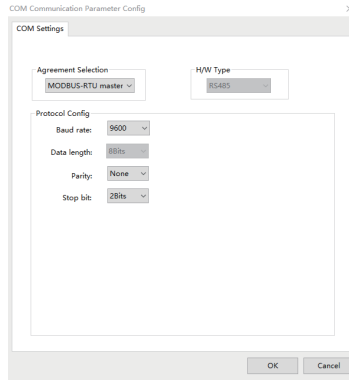 COM Communication Parameter Config
COM Settings
Agreement Selection
H/W Type
MODBUS-RTU master
RS485
Protocol Config
Baud rate: 9600
Data length: 8Bits
Parity: None
Stop bit: 2Bits
OK Cancel